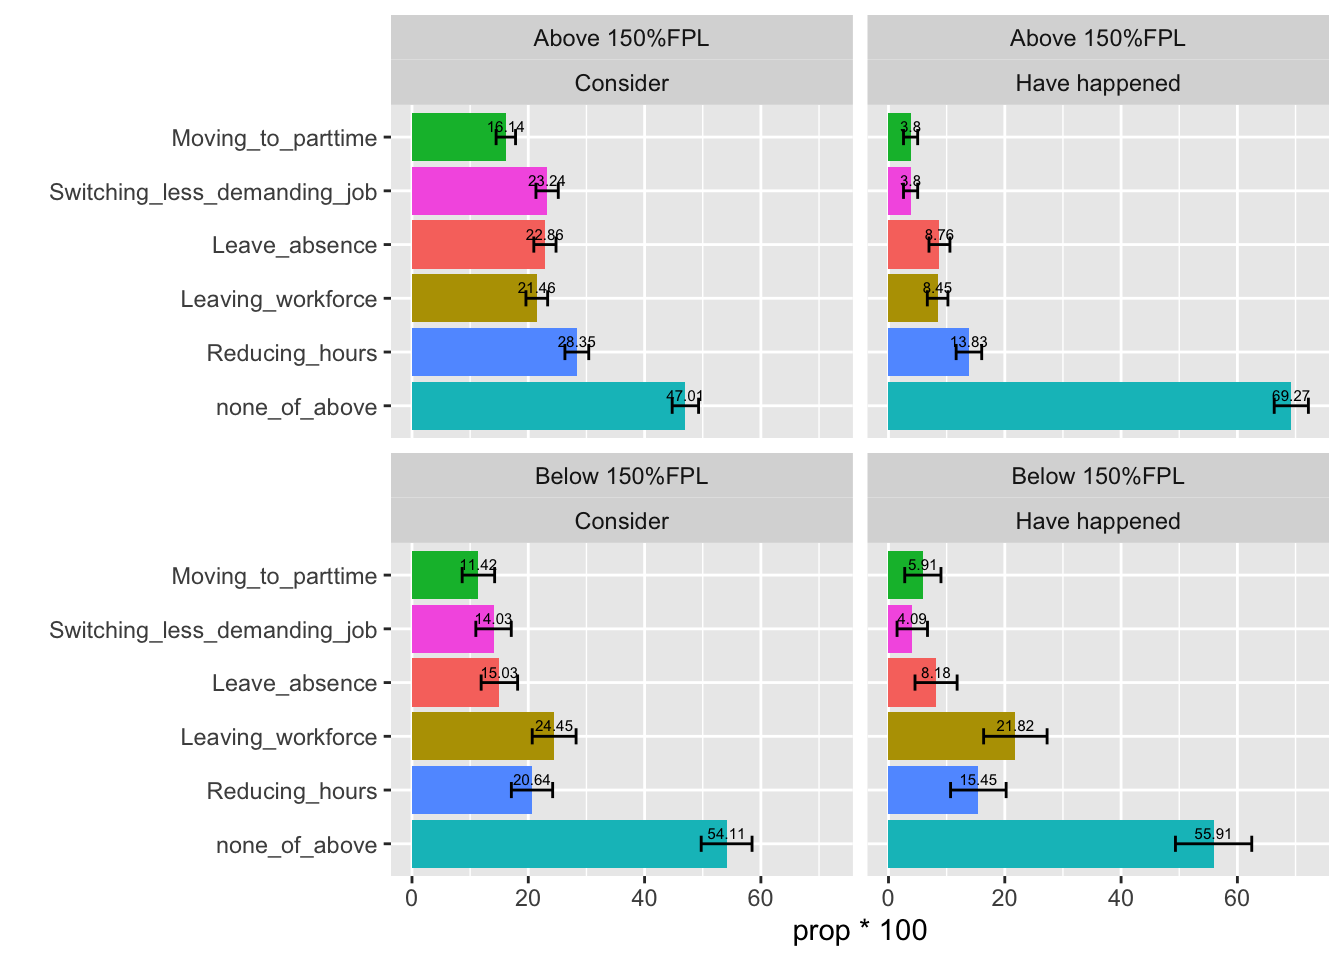 Above 150%FPL
Above 150%FPL
Consider
Have happened
Moving_to_parttime
16.14
3.8
Switching_less_demanding_job
23.24
3.8
Leave_absence
22.86
8.76
Leaving_workforce
21.46
8.45
Reducing_hours
28.35
13.83
none_of_above
47.01
69.27
Below 150%FPL
Below 150%FPL
Consider
Have happened
Moving_to_parttime
11.42
5.91
Switching_less_demanding_job
14.03
4.09
Leave_absence
15.03
8.18
Leaving_workforce
24.45
21.82
Reducing_hours
20.64
15.45
none_of_above
54.11
55.91
0 20 40 60
0 20 40 60
prop * 100